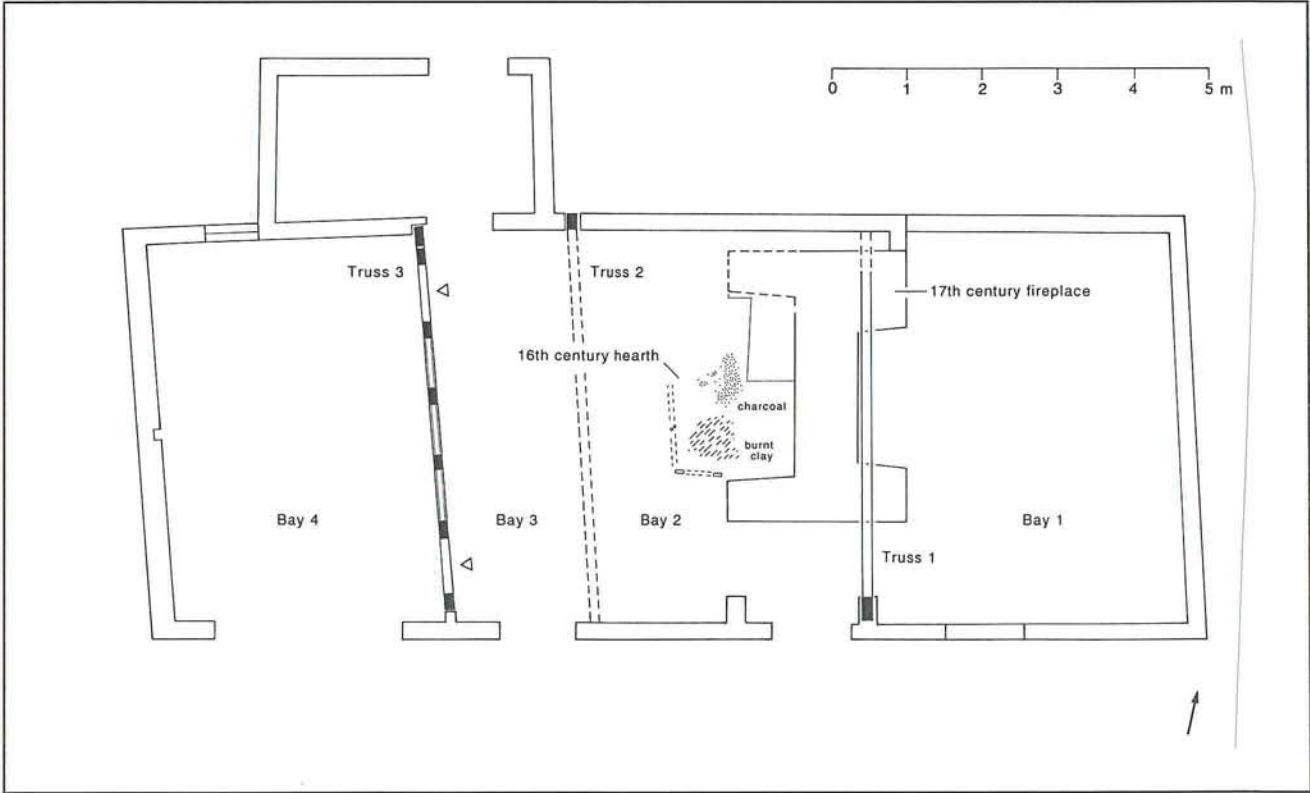 0 1 2 3 4 5 m
Truss 3
Truss 2
17th century fireplace
16th century hearth
charcoal
burnt
clay
Bay 4
Bay 3
Bay 2
Bay 1
Truss 1